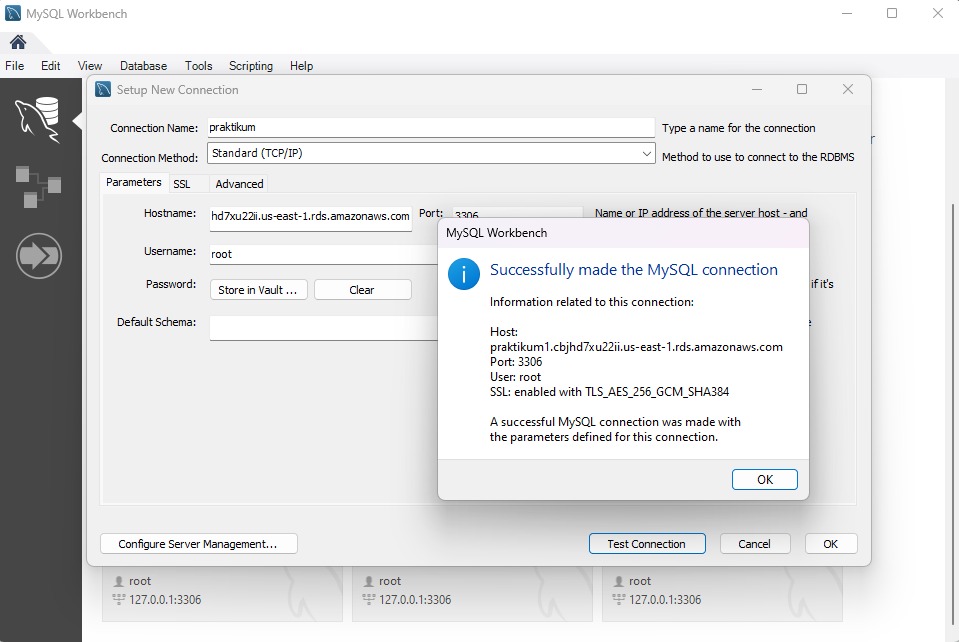 MySQL Workbench
File Edit View Database Tools Scripting Help
Setup New Connection
Connection Name: praktikum Type a name for the connection
Connection Method: Standard (TCP/IP) Method to use to connect to the RDBMS
Parameters SSL Advanced
Hostname: hd7xu22ii.us-east-1.rds.amazonaws.com Port: 3306 Name or IP address of the server host - and
Username: root
Password: Store in Vault ... Clear if it's
Default Schema:
MySQL Workbench
Successfully made the MySQL connection
Information related to this connection:
Host:
praktikum1.cbjhd7xu22ii.us-east-1.rds.amazonaws.com
Port: 3306
User: root
SSL: enabled with TLS_AES_256_GCM_SHA384
A successful MySQL connection was made with
the parameters defined for this connection.
OK
Configure Server Management... Test Connection Cancel OK
root root root
127.0.0.1:3306 127.0.0.1:3306 127.0.0.1:3306